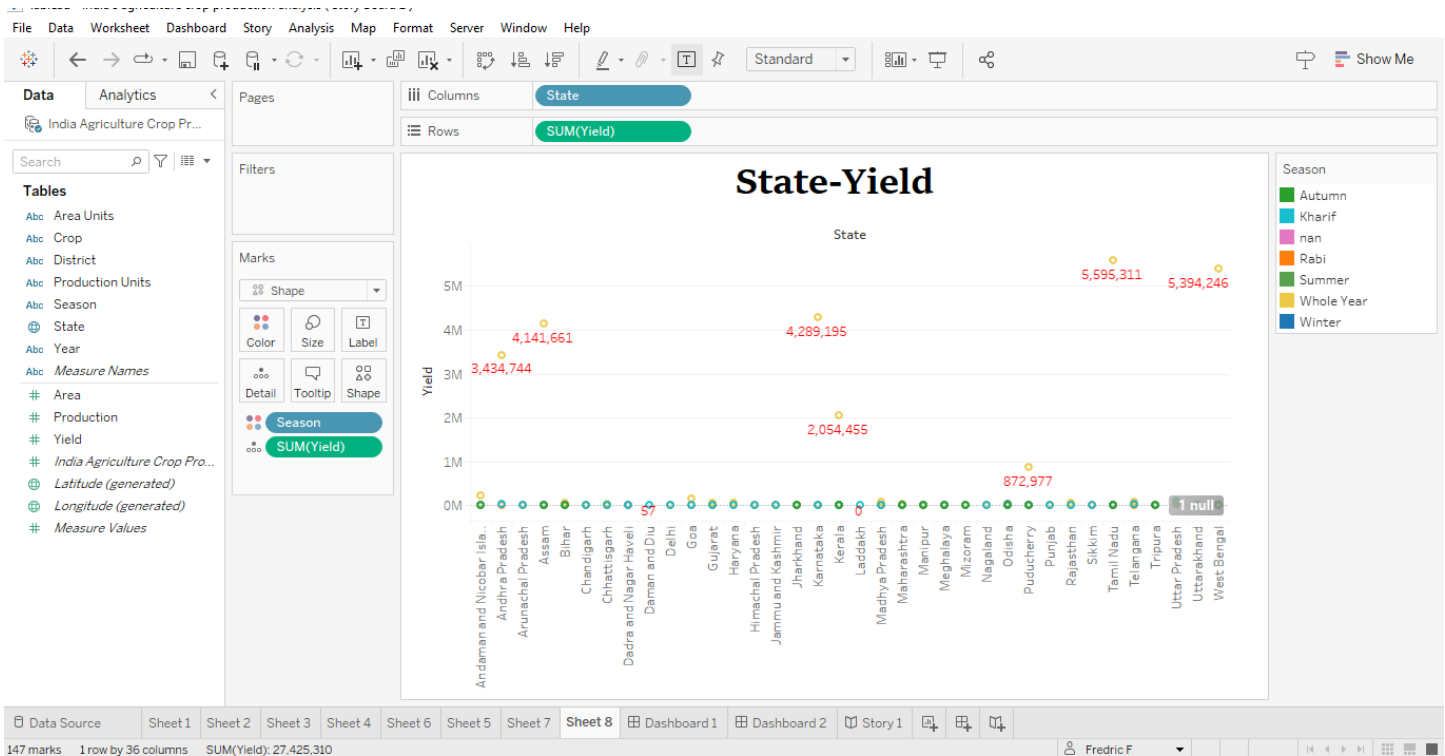 File Data Worksheet Dashboard Story Analysis Map Format Server Window Help
Standard
Show Me
Data Analytics
India Agriculture Crop Pr...
Search
Tables
Abc Area Units
Abc Crop
Abc District
Abc Production Units
Abc Season
State
Abc Year
Abc Measure Names
# Area
# Production
# Yield
# India Agriculture Crop Pro...
Latitude (generated)
Longitude (generated)
# Measure Values
Pages
Filters
Marks
Shape
Color Size Label
Detail Tooltip Shape
Season
SUM(Yield)
iii Columns State
Rows SUM(Yield)
State-Yield
State
Yield
5M
4M
3M
2M
1M
0M
3,434,744
4,141,661
4,289,195
2,054,455
872,977
5,595,311
5,394,246
57
0
1 null
Andaman and Nicobar Isla..
Andhra Pradesh
Arunachal Pradesh
Assam
Bihar
Chandigarh
Chhattisgarh
Dadra and Nagar Haveli
Daman and Diu
Delhi
Goa
Gujarat
Haryana
Himachal Pradesh
Jammu and Kashmir
Jharkhand
Karnataka
Kerala
Laddakh
Madhya Pradesh
Maharashtra
Manipur
Meghalaya
Mizoram
Nagaland
Odisha
Puducherry
Punjab
Rajasthan
Sikkim
Tamil Nadu
Telangana
Tripura
Uttar Pradesh
Uttarakhand
West Bengal
Season
Autumn
Kharif
nan
Rabi
Summer
Whole Year
Winter
Data Source Sheet 1 Sheet 2 Sheet 3 Sheet 4 Sheet 6 Sheet 5 Sheet 7 Sheet 8 Dashboard 1 Dashboard 2 Story 1
147 marks 1 row by 36 columns SUM(Yield): 27,425,310 Fredric F